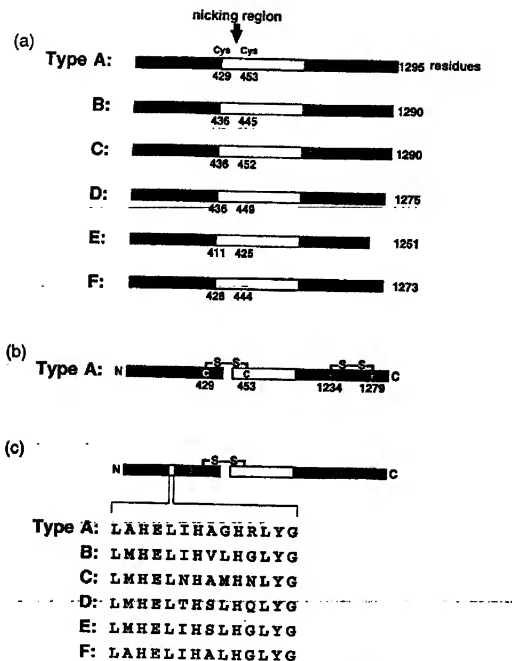 nicking region
(a)
Cys Cys
Type A: 1295 residues
429 453
B: 1290
436 445
C: 1290
436 452
D: 1275
436 449
E: 1251
411 425
F: 1273
428 444
(b)
S S S S
Type A: N C C C
429 453 1234 1279
(c)
S S
N C
Type A: LAHELIHAGHRLYG
B: LMHELIHVLHGLYG
C: LMHELNHAMHNLYG
D: LMHELTHSLHQLYG
E: LMHELIHSLHGLYG
F: LAHELIHALHGLYG